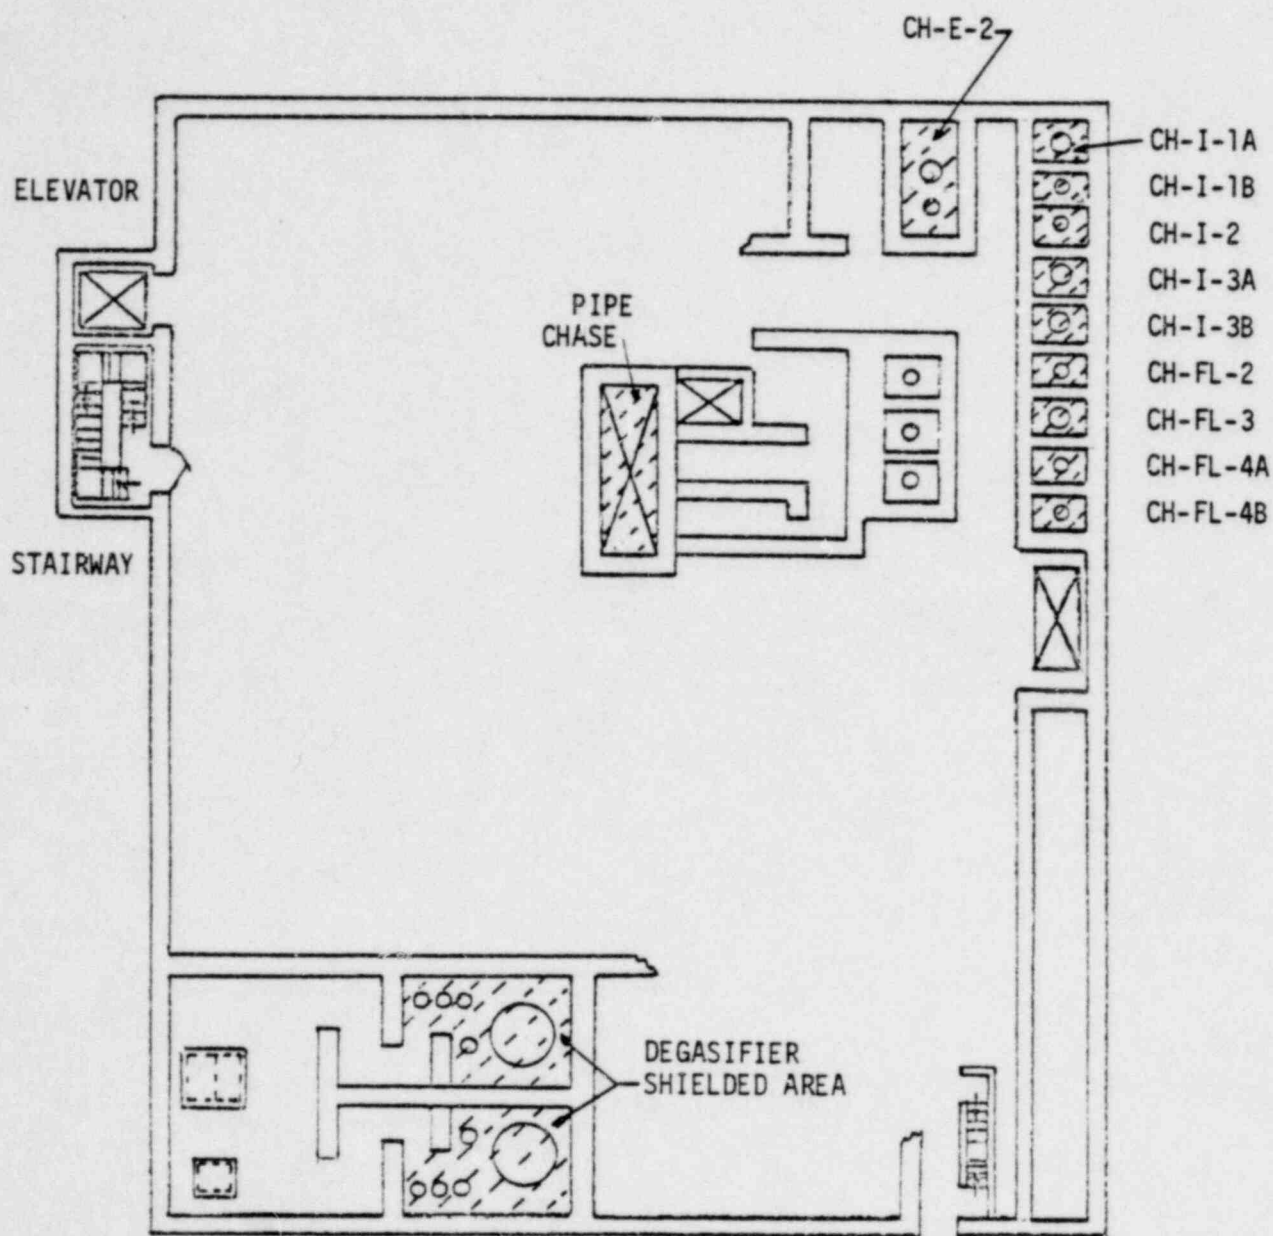 CH-E-2
ELEVATOR
CH-I-1A
CH-I-1B
CH-I-2
CH-I-3A
CH-I-3B
CH-FL-2
CH-FL-3
CH-FL-4A
CH-FL-4B
PIPE
CHASE
STAIRWAY
DEGASIFIER
SHIELDED AREA